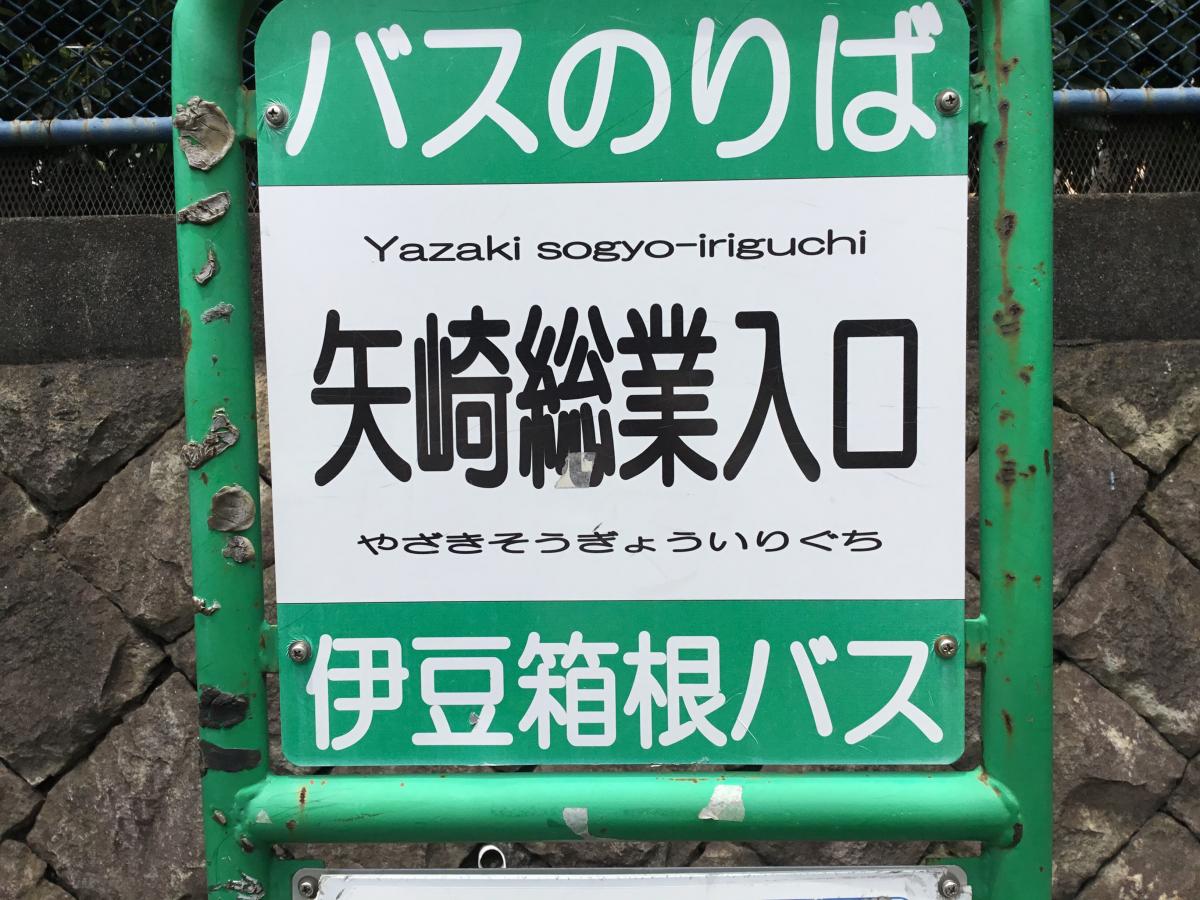 バスのりば
Yazaki sogyo-iriguchi
矢崎総業入口
やざきそうぎょういりぐち
伊豆箱根バス